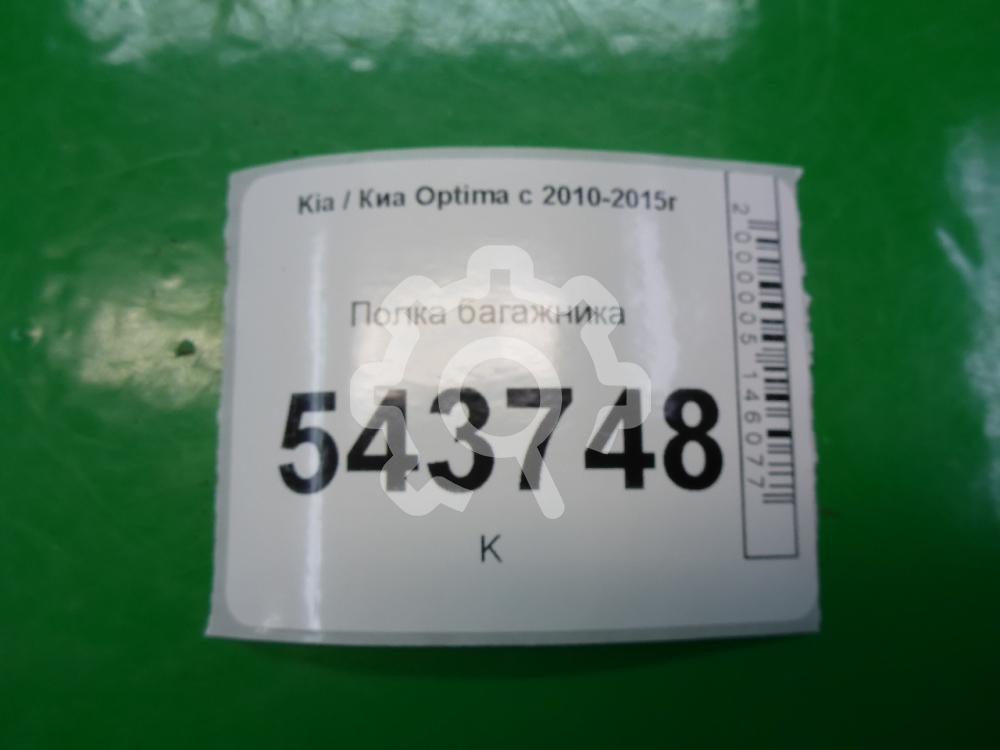 Kia / Киа Optima с 2010-2015г
Полка багажника
543748
К
2000005146077